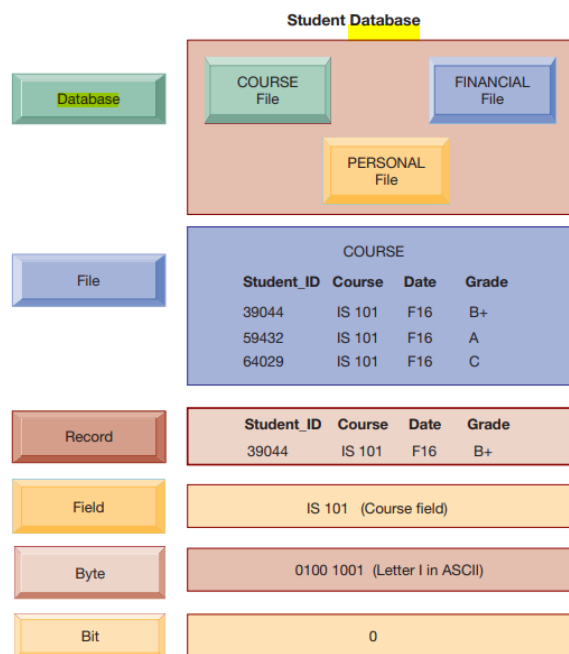 Student Database
Database
COURSE
File
FINANCIAL
File
PERSONAL
File
File
COURSE
Student_ID Course Date Grade
39044 IS 101 F16 B+
59432 IS 101 F16 A
64029 IS 101 F16 C
Record
Student_ID Course Date Grade
39044 IS 101 F16 B+
Field
IS 101 (Course field)
Byte
0100 1001 (Letter I in ASCII)
Bit
0